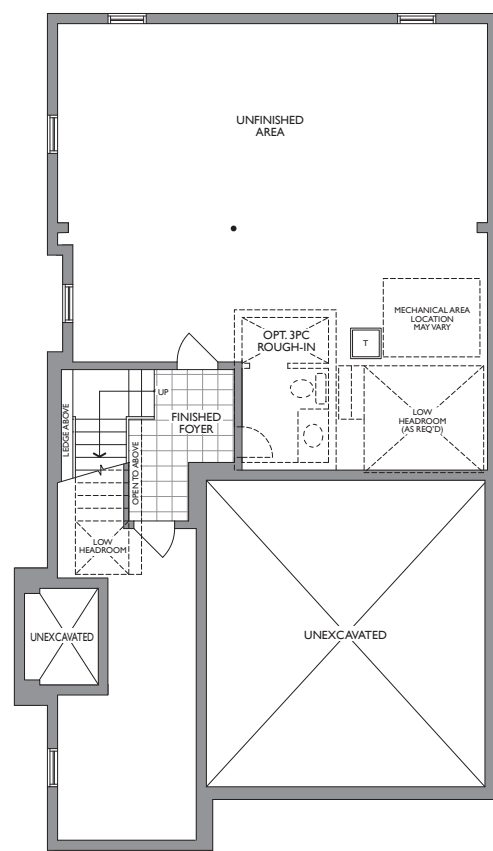 UNFINISHED
AREA
MECHANICAL AREA
LOCATION
MAY VARY
OPT. 3PC
ROUGH-IN
T
UP
FINISHED
FOYER
LEDGE ABOVE
OPEN TO ABOVE
LOW
HEADROOM
(AS REQ'D)
LOW
HEADROOM
UNEXCAVATED
UNEXCAVATED